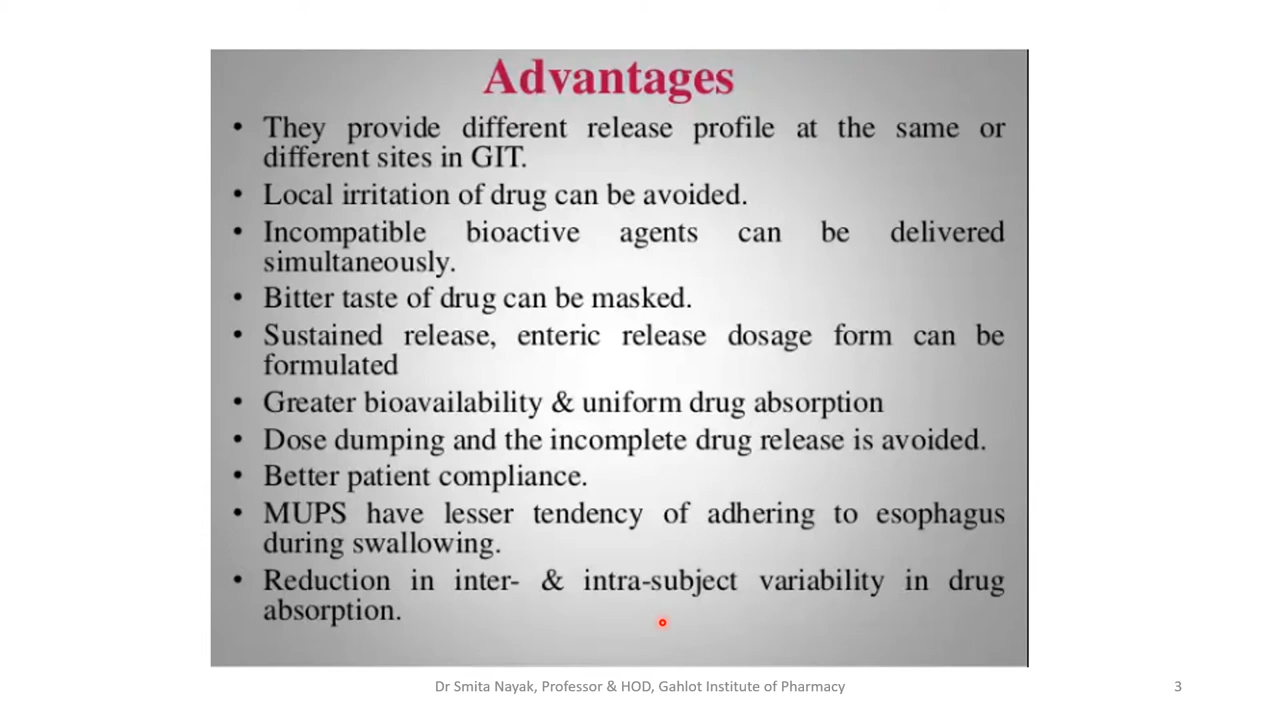 Advantages
• They provide different release profile at the same or
different sites in GIT.
• Local irritation of drug can be avoided.
• Incompatible bioactive agents can be delivered
simultaneously.
• Bitter taste of drug can be masked.
• Sustained release, enteric release dosage form can be
formulated
• Greater bioavailability & uniform drug absorption
• Dose dumping and the incomplete drug release is avoided.
• Better patient compliance.
• MUPS have lesser tendency of adhering to esophagus
during swallowing.
• Reduction in inter- & intra-subject variability in drug
absorption.
Dr Smita Nayak, Professor & HOD, Gahlot Institute of Pharmacy
3